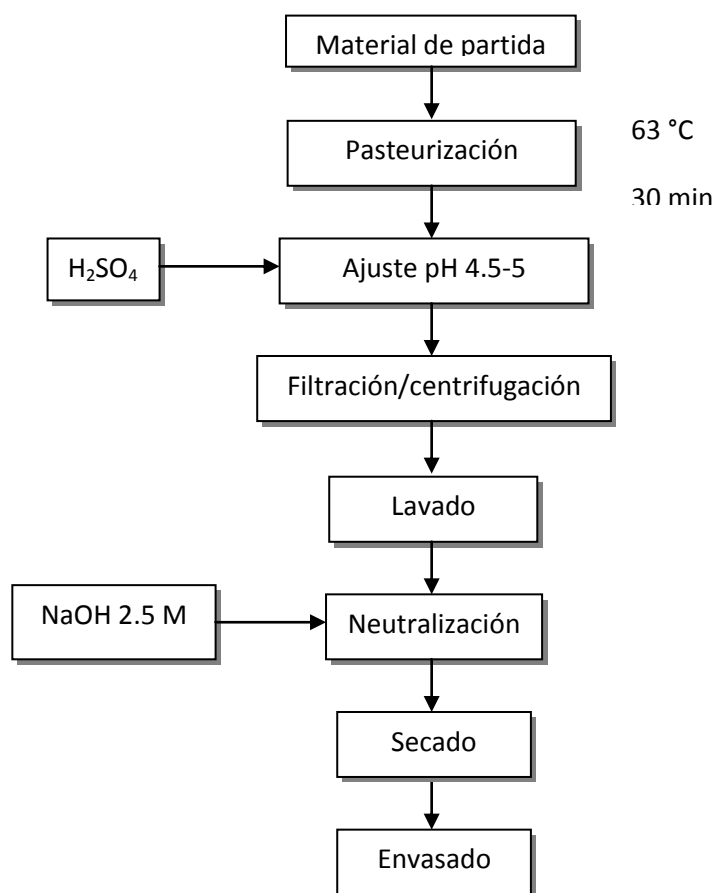 Material de partida
Pasteurización
63 °C
30 min
H₂SO₄
Ajuste pH 4.5-5
Filtración/centrifugación
Lavado
NaOH 2.5 M
Neutralización
Secado
Envasado